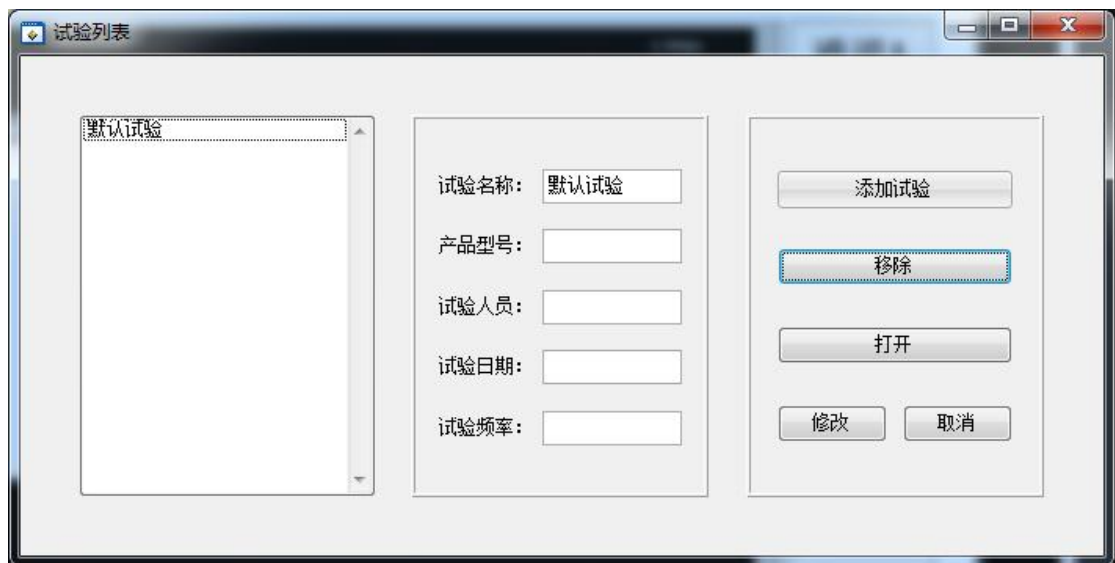 试验列表
默认试验
试验名称： 默认试验
产品型号：
试验人员：
试验日期：
试验频率：
添加试验
移除
打开
修改 取消